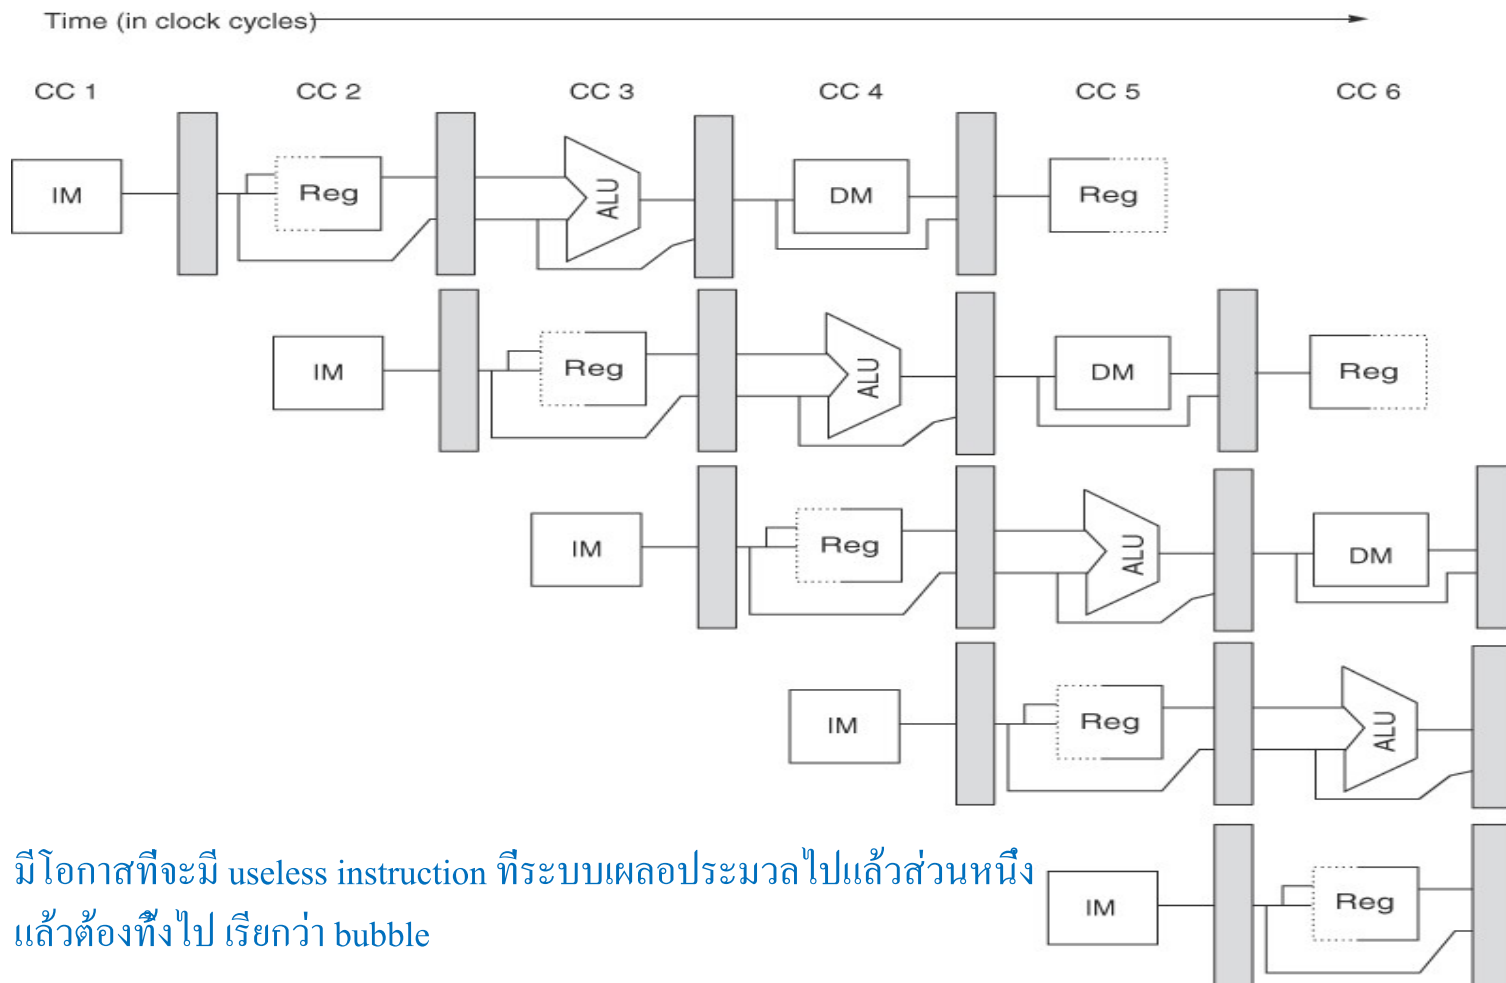 Time (in clock cycles)
CC 1 CC 2 CC 3 CC 4 CC 5 CC 6
IM Reg ALU DM Reg
IM Reg ALU DM Reg
IM Reg ALU DM
IM Reg ALU
มีโอกาสที่จะมี useless instruction ที่ระบบเผลอประมวลไปแล้วส่วนหนึ่ง
แล้วต้องทิ้งไป เรียกว่า bubble
IM Reg